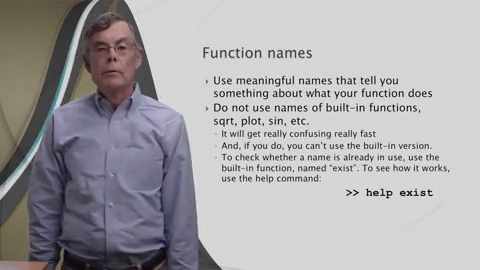 Function names
Use meaningful names that tell you
something about what your function does
Do not use names of built-in functions,
sqrt, plot, sin, etc.
It will get really confusing really fast
And, if you do, you can't use the built-in version.
To check whether a name is already in use, use the
built-in function, named "exist". To see how it works,
use the help command:
>> help exist